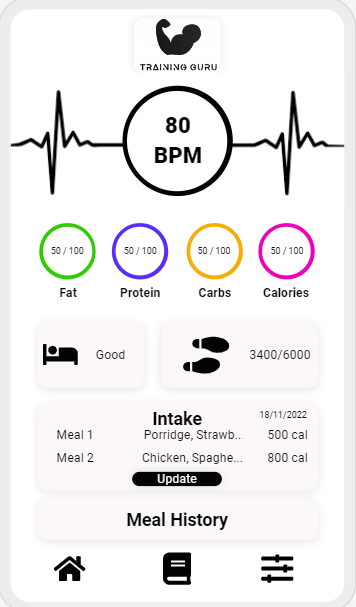 TRAINING GURU
80
BPM
50 / 100 50 / 100 50 / 100 50 / 100
Fat Protein Carbs Calories
Good 3400/6000
Intake 18/11/2022
Meal 1 Porridge, Strawb... 500 cal
Meal 2 Chicken, Spaghe... 800 cal
Update
Meal History